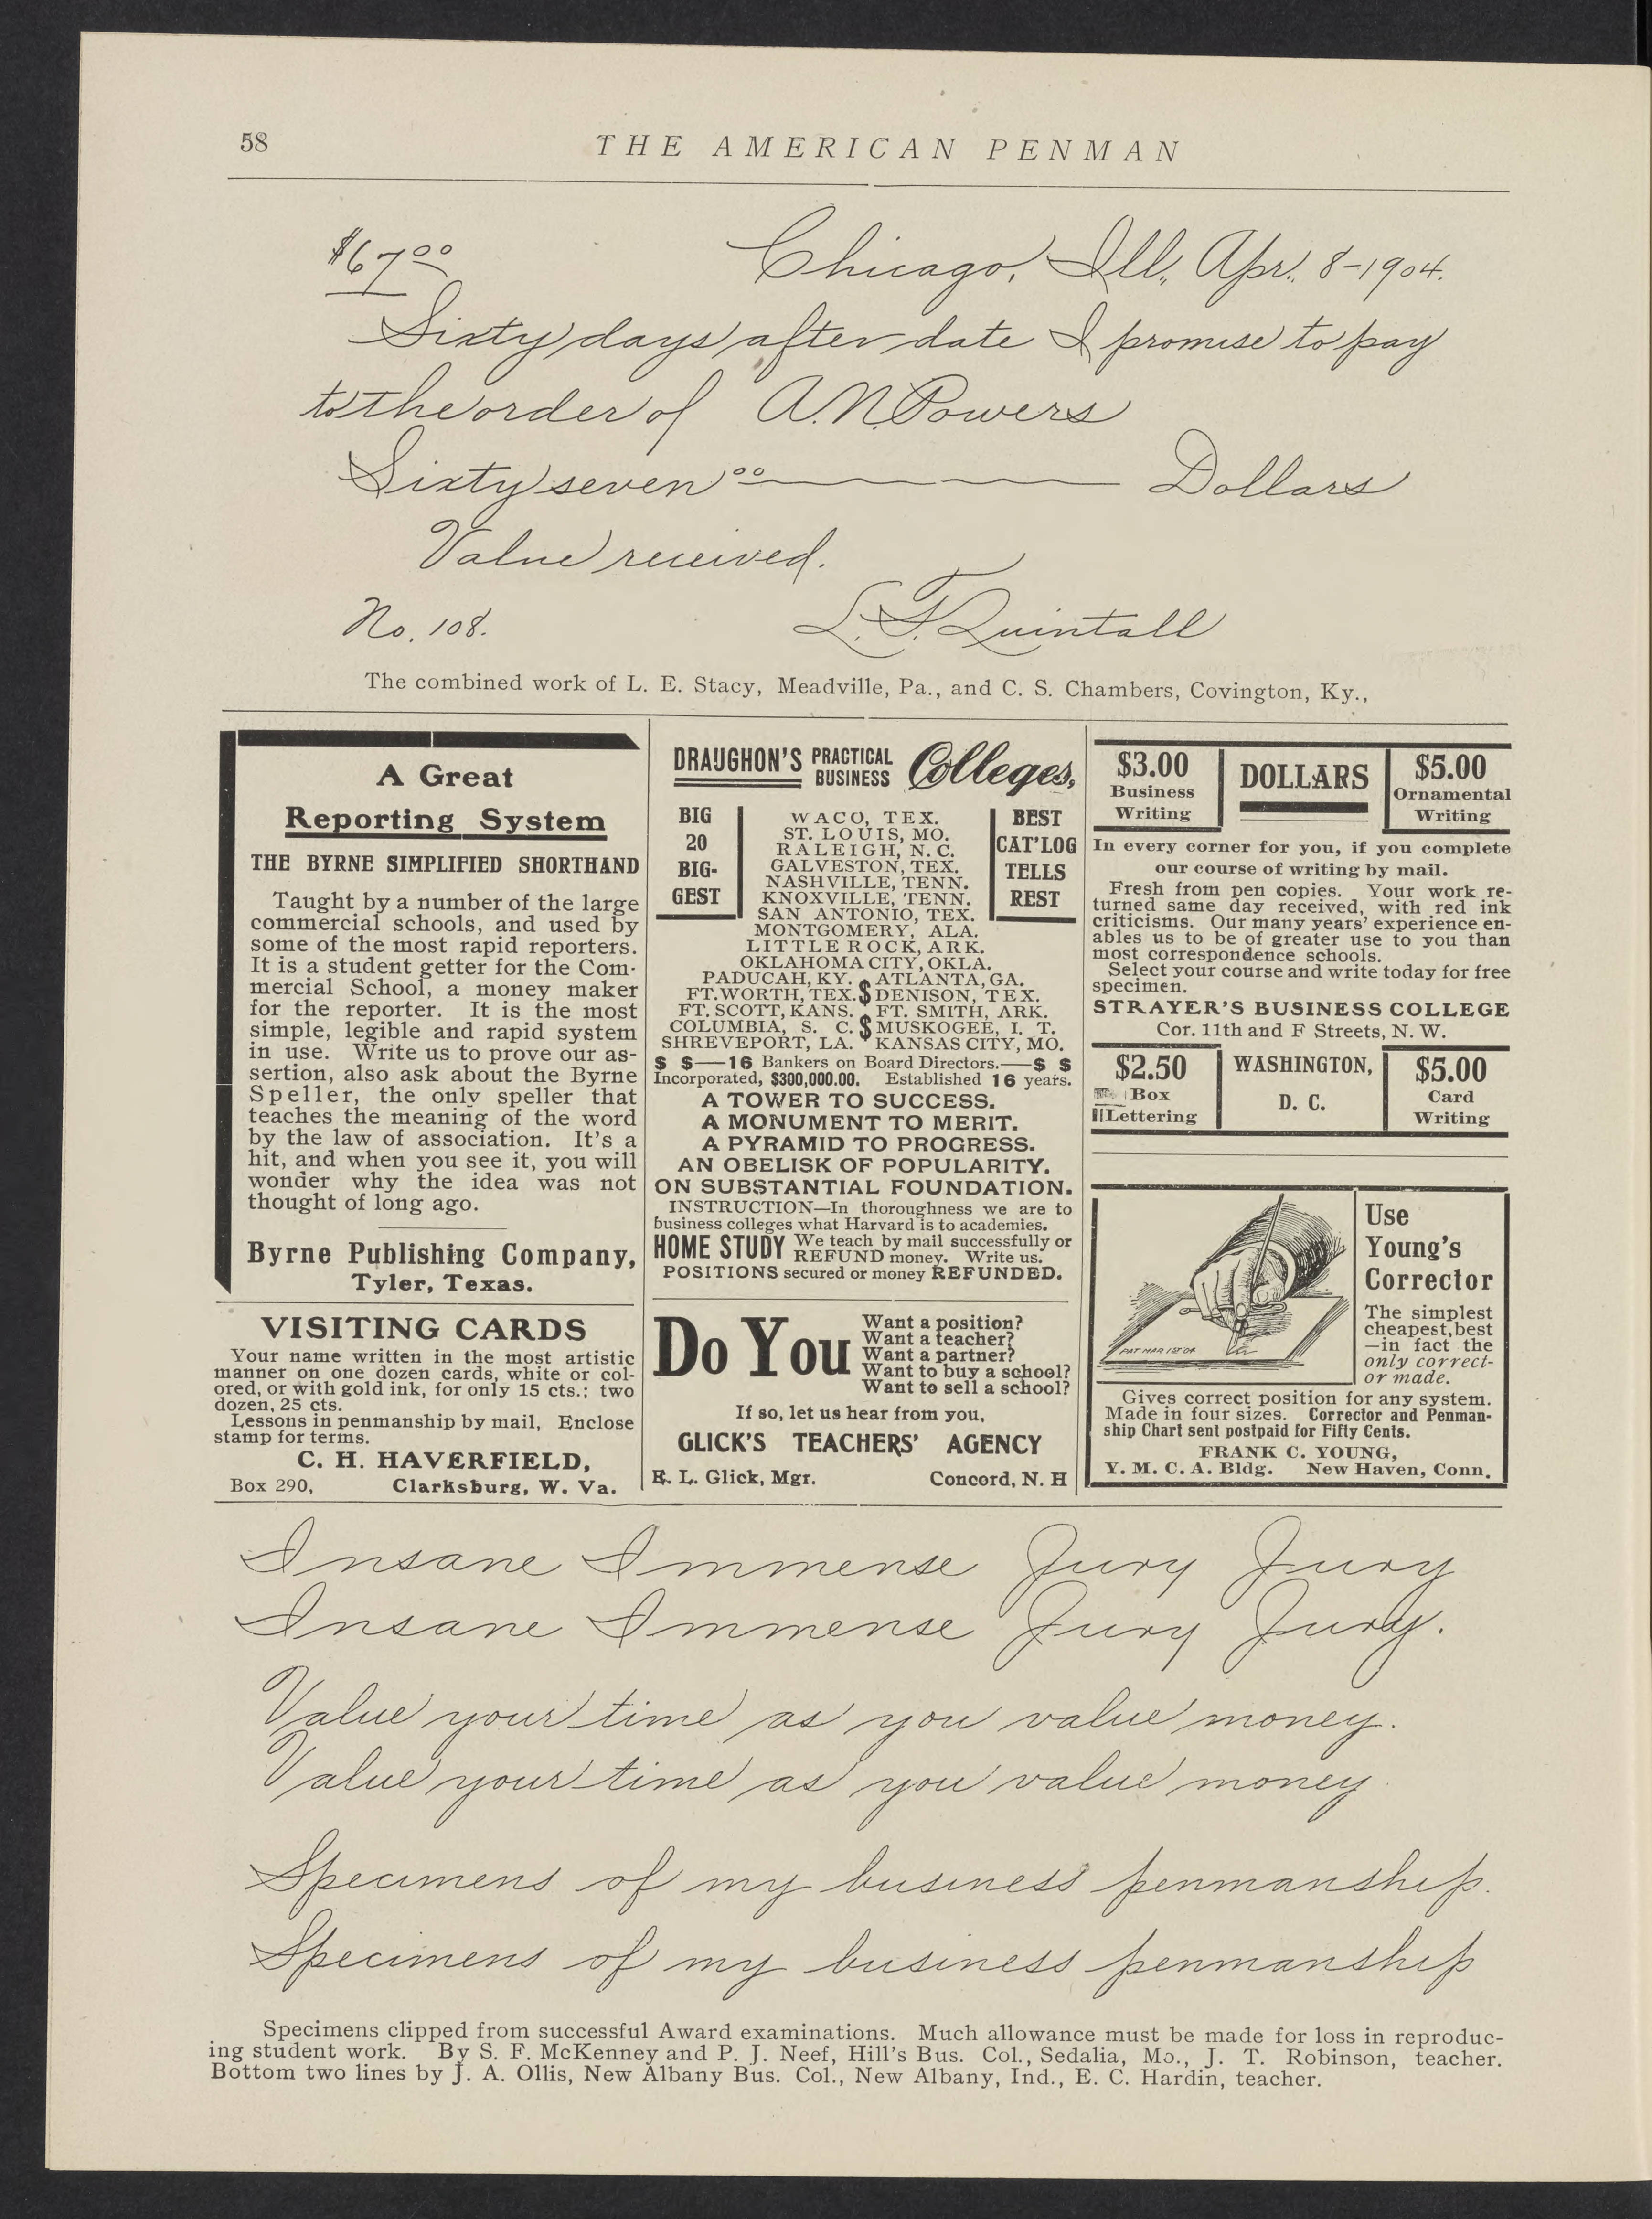 58
THE AMERICAN PENMAN
$67 00
Chicago, Ill., Apr. 8-1904.
Sixty days after date I promise to pay
to the order of A. N. Powers
Sixty seven 00 Dollars
Value received.
No. 108.
L. F. Quintall
The combined work of L. E. Stacy, Meadville, Pa., and C. S. Chambers, Covington, Ky.,
A Great
Reporting System
THE BYRNE SIMPLIFIED SHORTHAND
Taught by a number of the large
commercial schools, and used by
some of the most rapid reporters.
It is a student getter for the Com-
mercial School, a money maker
for the reporter. It is the most
simple, legible and rapid system
in use. Write us to prove our as-
sertion, also ask about the Byrne
Speller, the only speller that
teaches the meaning of the word
by the law of association. It's a
hit, and when you see it, you will
wonder why the idea was not
thought of long ago.
Byrne Publishing Company,
Tyler, Texas.
VISITING CARDS
Your name written in the most artistic
manner on one dozen cards, white or col-
ored, or with gold ink, for only 15 cts.; two
dozen, 25 cts.
Lessons in penmanship by mail, Enclose
stamp for terms.
C. H. HAVERFIELD,
Box 290, Clarksburg, W. Va.
DRAUGHON'S PRACTICAL BUSINESS Colleges,
BIG
20
BIG-
GEST
WACO, TEX.
ST. LOUIS, MO.
RALEIGH, N. C.
GALVESTON, TEX.
NASHVILLE, TENN.
KNOXVILLE, TENN.
SAN ANTONIO, TEX.
BEST
CAT'LOG
TELLS
REST
MONTGOMERY, ALA.
LITTLE ROCK, ARK.
OKLAHOMA CITY, OKLA.
PADUCAH, KY. ATLANTA, GA.
FT. WORTH, TEX. $ DENISON, TEX.
FT. SCOTT, KANS. FT. SMITH, ARK.
COLUMBIA, S. C. $ MUSKOGEE, I. T.
SHREVEPORT, LA. KANSAS CITY, MO.
$ $—16 Bankers on Board Directors.—$ $
Incorporated, $300,000.00. Established 16 years.
A TOWER TO SUCCESS.
A MONUMENT TO MERIT.
A PYRAMID TO PROGRESS.
AN OBELISK OF POPULARITY.
ON SUBSTANTIAL FOUNDATION.
INSTRUCTION—In thoroughness we are to
business colleges what Harvard is to academies.
HOME STUDY We teach by mail successfully or
REFUND money. Write us.
POSITIONS secured or money REFUNDED.
Do You
Want a position?
Want a teacher?
Want a partner?
Want to buy a school?
Want to sell a school?
If so, let us hear from you,
GLICK'S TEACHERS' AGENCY
E. L. Glick, Mgr. Concord, N. H
$3.00
Business
Writing
DOLLARS
$5.00
Ornamental
Writing
In every corner for you, if you complete
our course of writing by mail.
Fresh from pen copies. Your work re-
turned same day received, with red ink
criticisms. Our many years' experience en-
ables us to be of greater use to you than
most correspondence schools.
Select your course and write today for free
specimen.
STRAYER'S BUSINESS COLLEGE
Cor. 11th and F Streets, N. W.
$2.50
Box
Lettering
WASHINGTON,
D. C.
$5.00
Card
Writing
PAT MAR 1ST 04
Use
Young's
Corrector
The simplest
cheapest, best
—in fact the
only correct-
or made.
Gives correct position for any system.
Made in four sizes. Corrector and Penman-
ship Chart sent postpaid for Fifty Cents.
FRANK C. YOUNG,
Y. M. C. A. Bldg. New Haven, Conn.
Insane Immense Jury Jury
Insane Immense Jury Jury.
Value your time as you value money.
Value your time as you value money
Specimens of my business penmanship.
Specimens of my business penmanship
Specimens clipped from successful Award examinations. Much allowance must be made for loss in reproduc-
ing student work. By S. F. McKenney and P. J. Neef, Hill's Bus. Col., Sedalia, Mo., J. T. Robinson, teacher.
Bottom two lines by J. A. Ollis, New Albany Bus. Col., New Albany, Ind., E. C. Hardin, teacher.